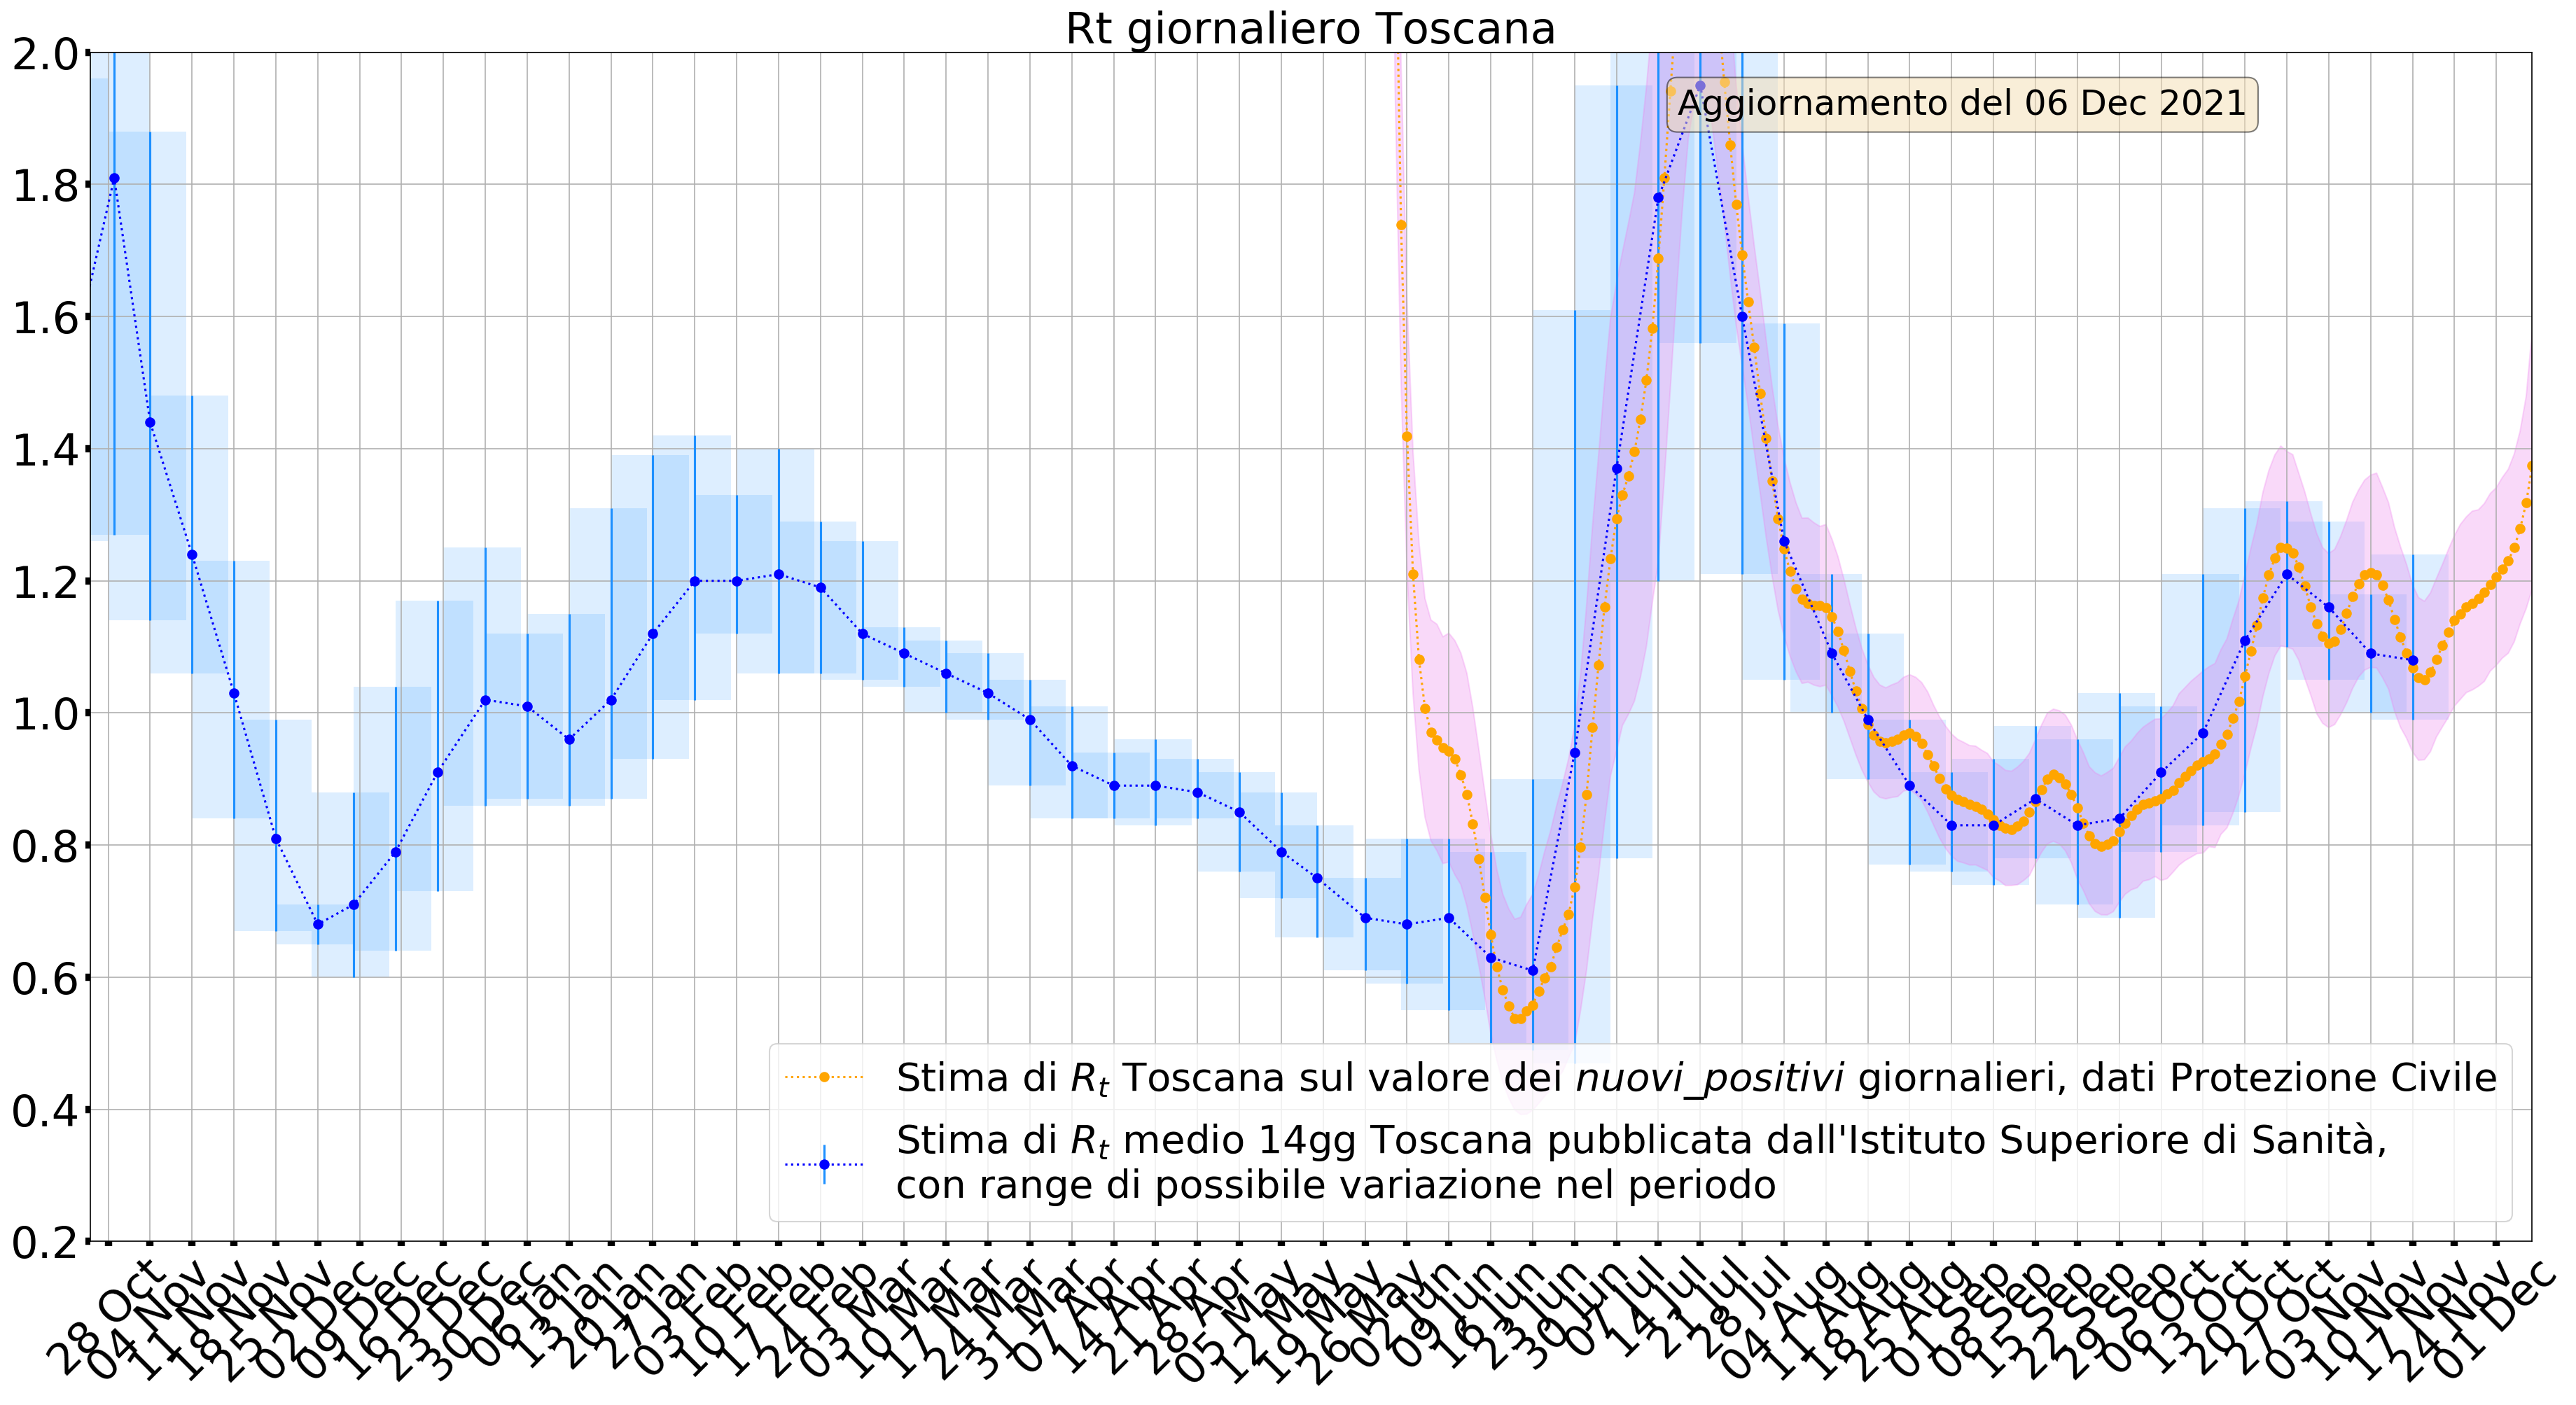 Rt giornaliero Toscana
2.0
1.8
1.6
1.4
1.2
1.0
0.8
0.6
0.4
0.2
Aggiornamento del 06 Dec 2021
Stima di Rt Toscana sul valore dei nuovi_positivi giornalieri, dati Protezione Civile
Stima di Rt medio 14gg Toscana pubblicata dall'Istituto Superiore di Sanità,
con range di possibile variazione nel periodo
28 Oct
04 Nov
11 Nov
18 Nov
25 Nov
02 Dec
09 Dec
16 Dec
23 Dec
30 Dec
06 Jan
13 Jan
20 Jan
27 Jan
03 Feb
10 Feb
17 Feb
24 Feb
03 Mar
10 Mar
17 Mar
24 Mar
31 Mar
07 Apr
14 Apr
21 Apr
28 Apr
05 May
12 May
19 May
26 May
02 Jun
09 Jun
16 Jun
23 Jun
30 Jun
07 Jul
14 Jul
21 Jul
28 Jul
04 Aug
11 Aug
18 Aug
25 Aug
01 Sep
08 Sep
15 Sep
22 Sep
29 Sep
06 Oct
13 Oct
20 Oct
27 Oct
03 Nov
10 Nov
17 Nov
24 Nov
01 Dec